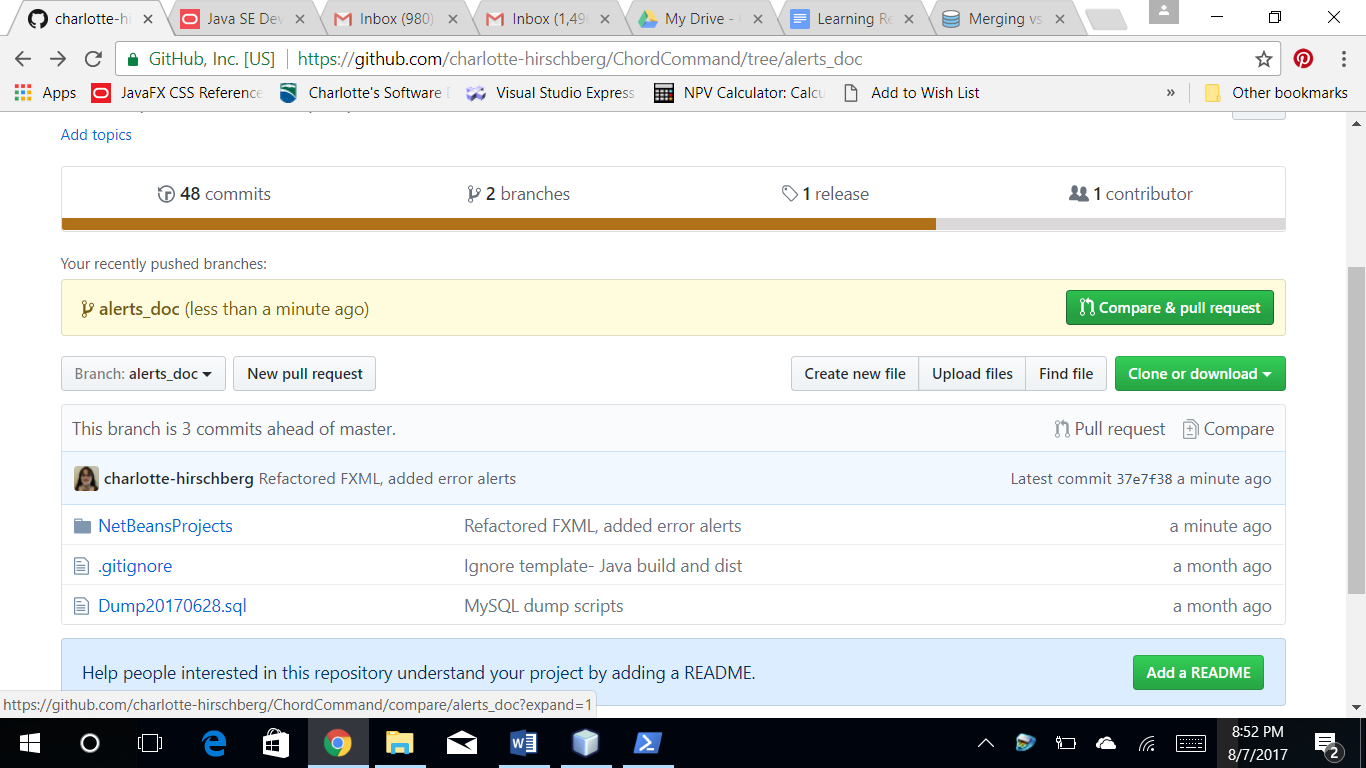 charlotte-hi
Java SE Dev
Inbox (980)
Inbox (1,49
My Drive -
Learning Re
Merging vs
GitHub, Inc. [US] https://github.com/charlotte-hirschberg/ChordCommand/tree/alerts_doc
Apps JavaFX CSS Reference Charlotte's Software Visual Studio Express NPV Calculator: Calcu Add to Wish List » Other bookmarks
Add topics
48 commits 2 branches 1 release 1 contributor
Your recently pushed branches:
alerts_doc (less than a minute ago) Compare & pull request
Branch: alerts_doc New pull request Create new file Upload files Find file Clone or download
This branch is 3 commits ahead of master. Pull request Compare
charlotte-hirschberg Refactored FXML, added error alerts Latest commit 37e7f38 a minute ago
NetBeansProjects Refactored FXML, added error alerts a minute ago
.gitignore Ignore template- Java build and dist a month ago
Dump20170628.sql MySQL dump scripts a month ago
Help people interested in this repository understand your project by adding a README. Add a README
https://github.com/charlotte-hirschberg/ChordCommand/compare/alerts_doc?expand=1
8:52 PM
8/7/2017
2